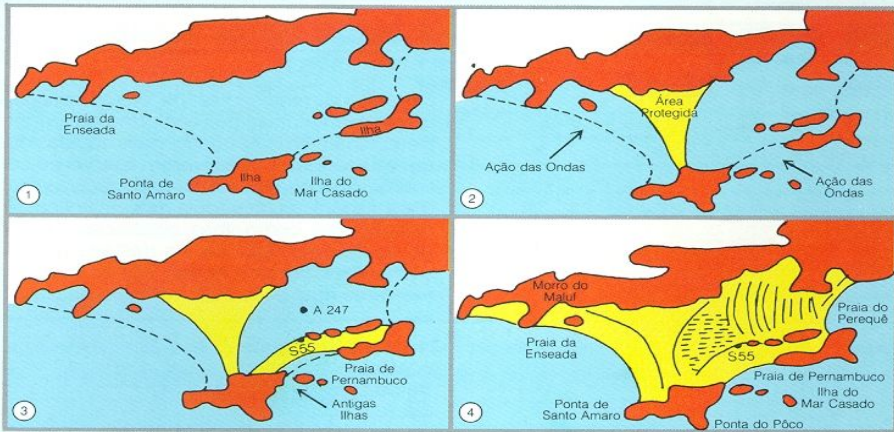 Praia da
Enseada
Ponta de
Santo Amaro
Ilha
Ilha
Ilha do
Mar Casado
1
Área
Protegida
Ação das Ondas
Ação das
Ondas
2
A 247
S55
Praia de
Pernambuco
Antigas
Ilhas
3
Morro do
Maluf
Praia do
Perequê
Praia da
Enseada
S55
Praia de Pernambuco
Ilha do
Mar Casado
Ponta de
Santo Amaro
Ponta do Pôco
4